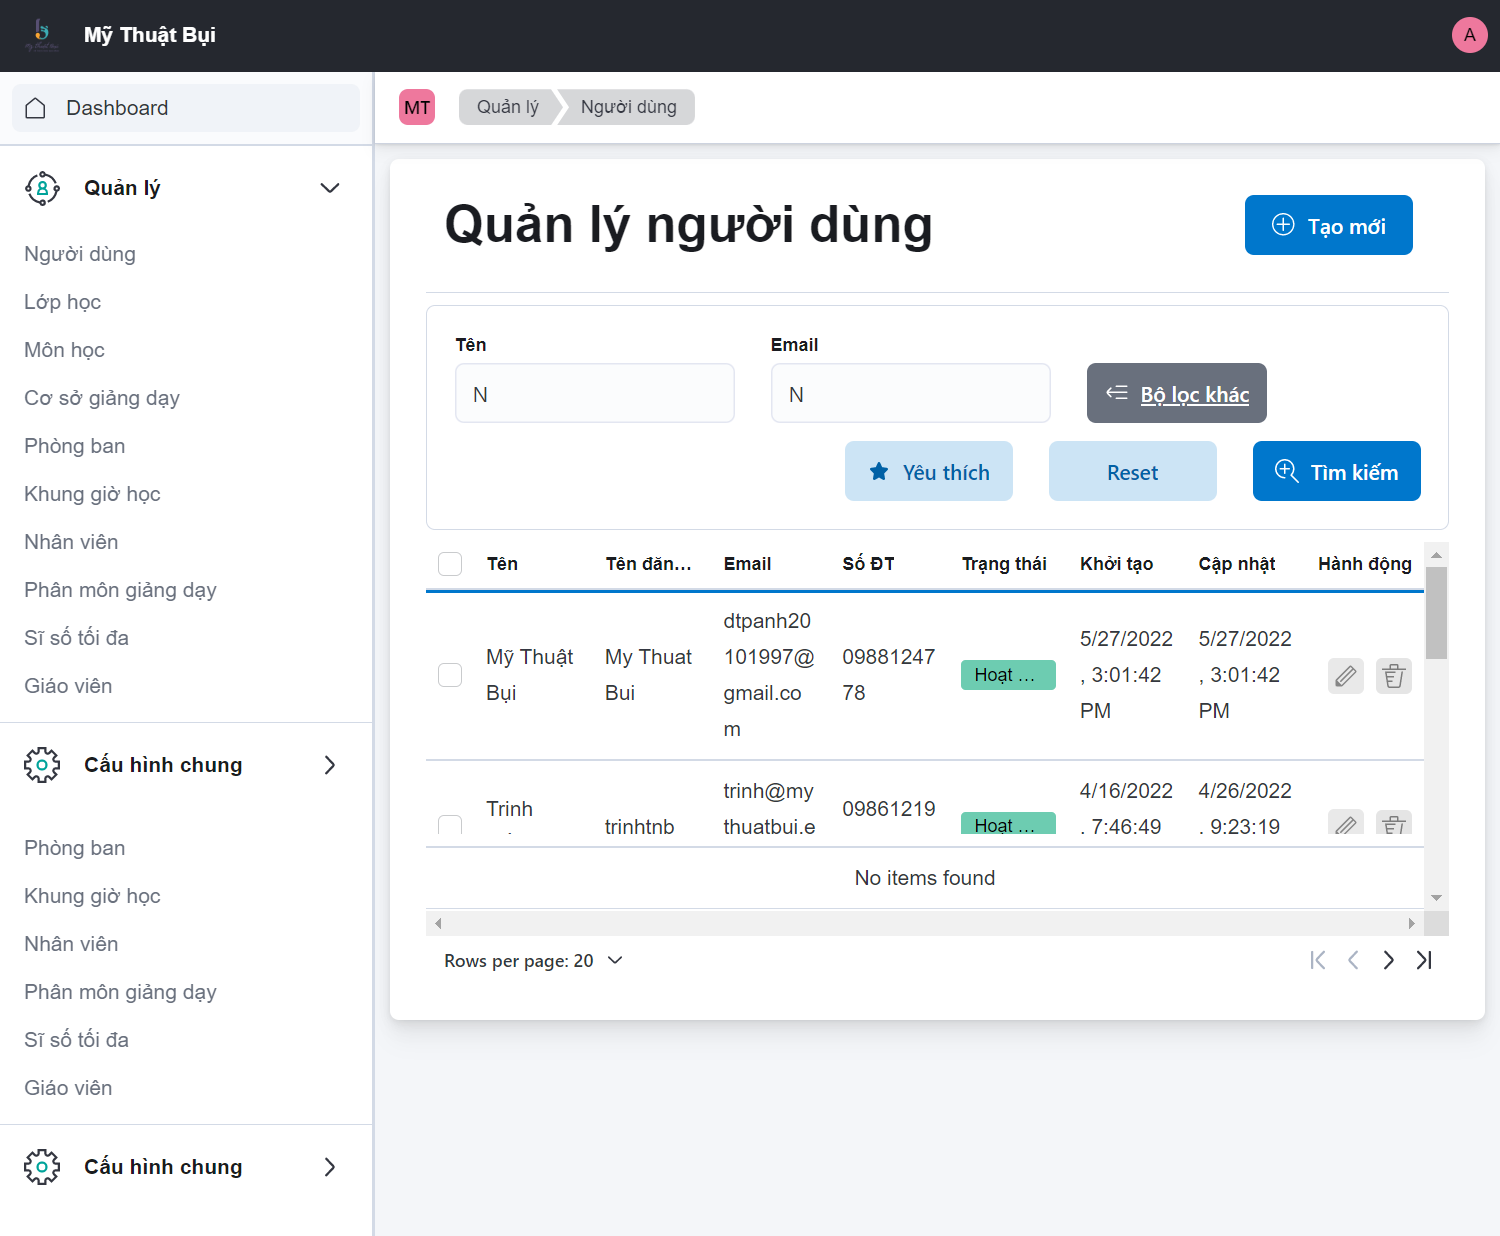 Mỹ Thuật Bụi
A
Dashboard
MT
Quản lý
Người dùng
Quản lý
Người dùng
Lớp học
Môn học
Cơ sở giảng dạy
Phòng ban
Khung giờ học
Nhân viên
Phân môn giảng dạy
Sĩ số tối đa
Giáo viên
Cấu hình chung
Phòng ban
Khung giờ học
Nhân viên
Phân môn giảng dạy
Sĩ số tối đa
Giáo viên
Cấu hình chung
Quản lý người dùng
Tạo mới
Tên
Email
N
N
Bộ lọc khác
Yêu thích
Reset
Tìm kiếm
Tên
Tên đăn...
Email
Số ĐT
Trạng thái
Khởi tạo
Cập nhật
Hành động
Mỹ Thuật
Bụi
My Thuat
Bui
dtpanh20
101997@
gmail.co
m
09881247
78
Hoạt ...
5/27/2022
, 3:01:42
PM
5/27/2022
, 3:01:42
PM
Trinh
trinhtnb
trinh@my
thuatbui.e
09861219
Hoạt ...
4/16/2022
, 7:46:49
4/26/2022
, 9:23:19
No items found
Rows per page: 20